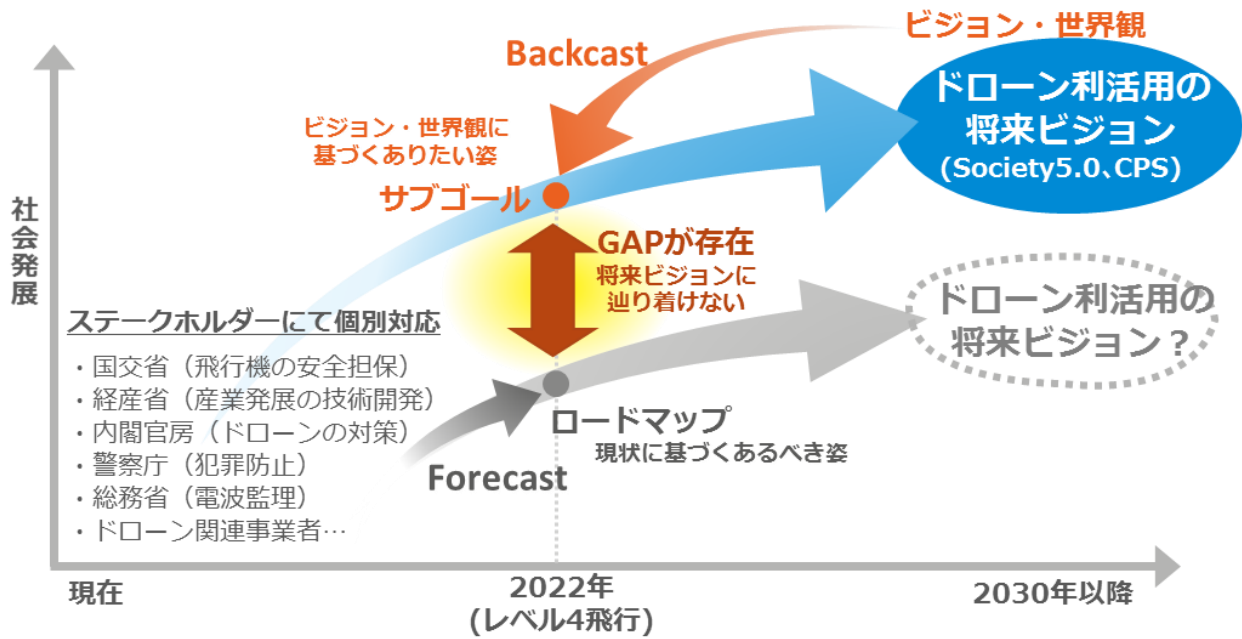 ビジョン・世界観
Backcast
ドローン利活用の
将来ビジョン
(Society5.0、CPS)
ビジョン・世界観に
基づくありたい姿
サブゴール
社会発展
GAPが存在
将来ビジョンに
辿り着けない
ドローン利活用の
将来ビジョン？
ステークホルダーにて個別対応
・国交省（飛行機の安全担保）
・経産省（産業発展の技術開発）
・内閣官房（ドローンの対策）
・警察庁（犯罪防止）
・総務省（電波監理）
・ドローン関連事業者…
ロードマップ
現状に基づくあるべき姿
Forecast
現在
2022年
(レベル4飛行)
2030年以降